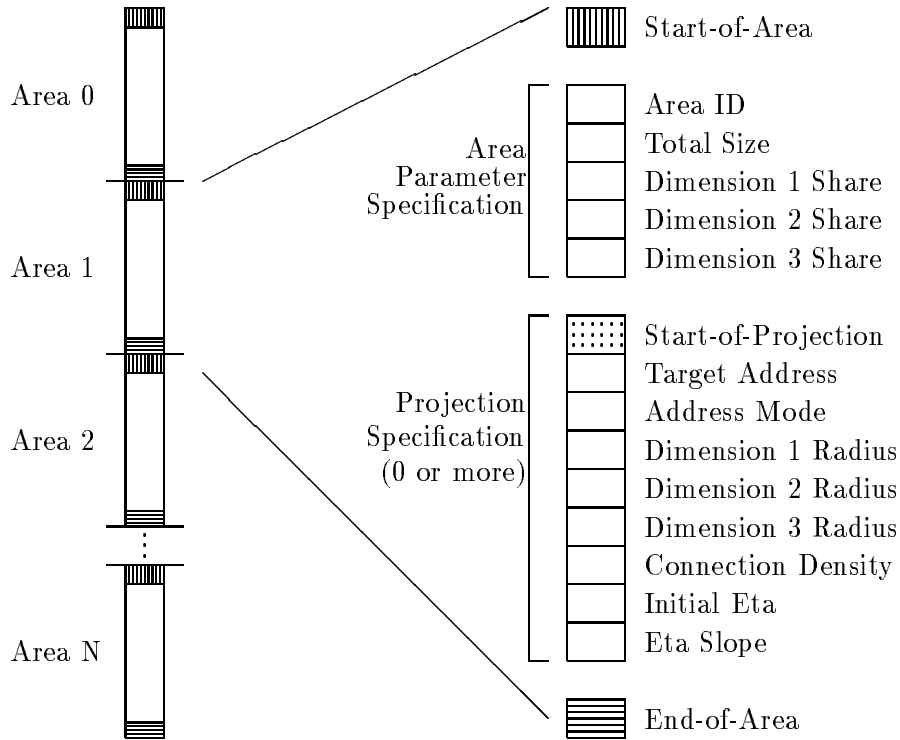 Area 0
Area 1
Area 2
Area N
Start-of-Area
Area
Parameter
Specification
Area ID
Total Size
Dimension 1 Share
Dimension 2 Share
Dimension 3 Share
Projection
Specification
(0 or more)
Start-of-Projection
Target Address
Address Mode
Dimension 1 Radius
Dimension 2 Radius
Dimension 3 Radius
Connection Density
Initial Eta
Eta Slope
End-of-Area